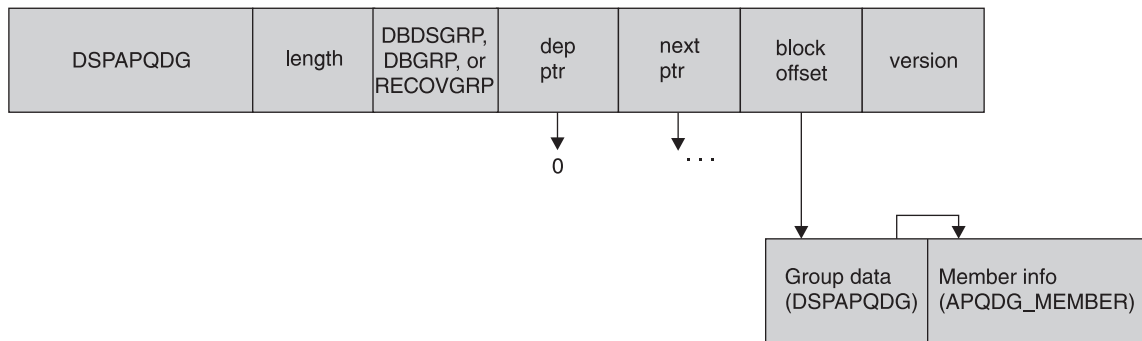 DSPAPQDG
length
DBDSGRP,
DBGRP, or
RECOVGRP
dep
ptr
next
ptr
block
offset
version
0
...
Group data
(DSPAPQDG)
Member info
(APQDG_MEMBER)